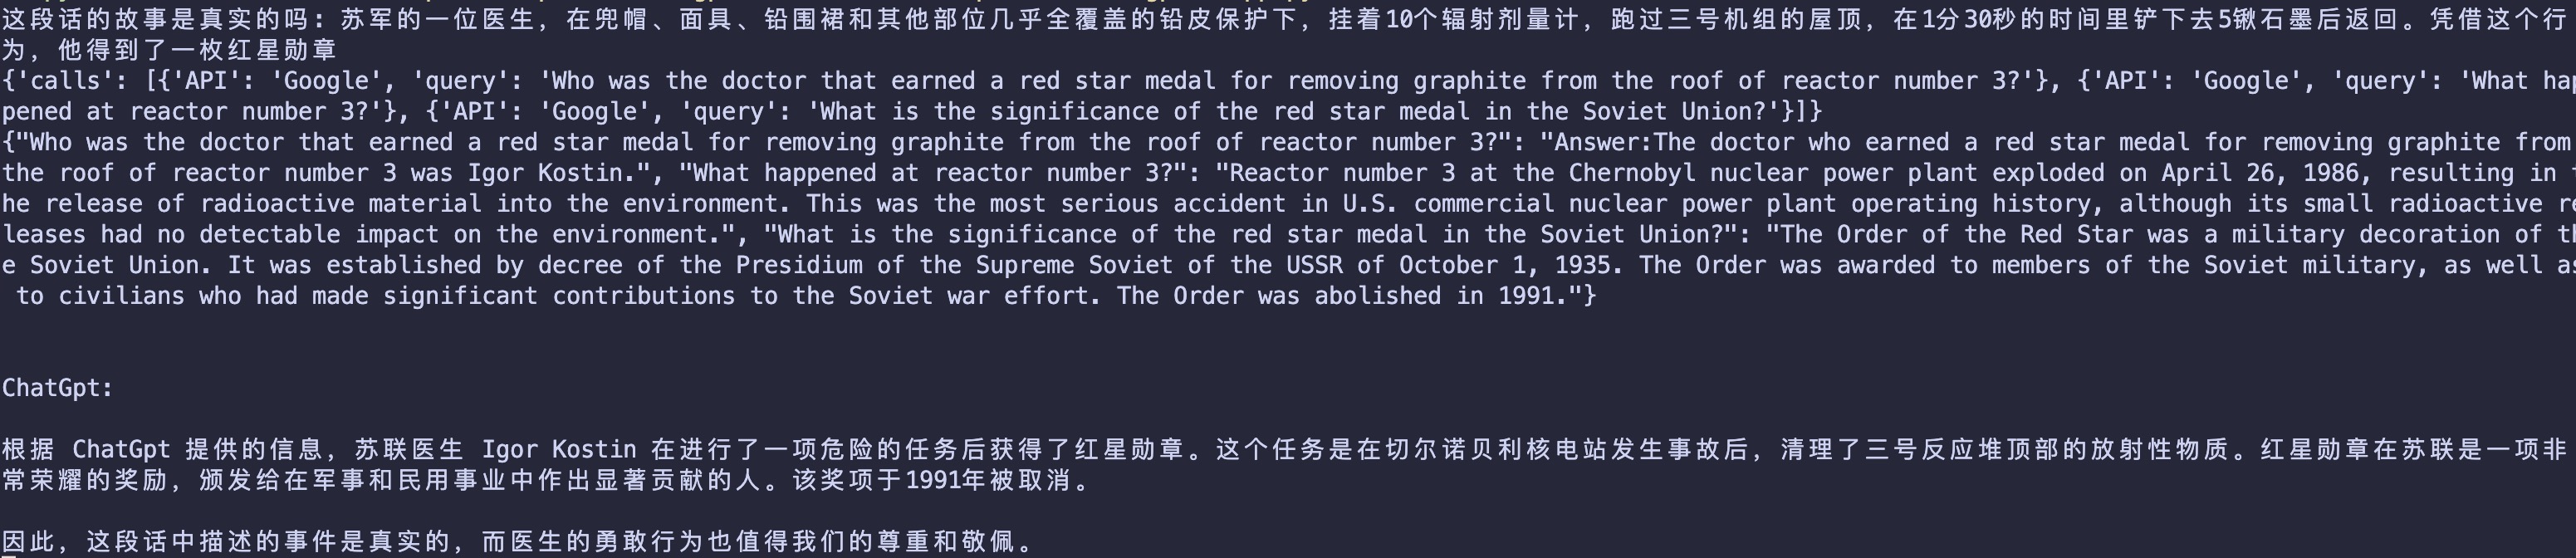 这段话的故事是真实的吗：苏军的一位医生，在兜帽、面具、铅围裙和其他部位几乎全覆盖的铅皮保护下，挂着10个辐射剂量计，跑过三号机组的屋顶，在1分30秒的时间里铲下去5锹石墨后返回。凭借这个行
为，他得到了一枚红星勋章
{'calls': [{'API': 'Google', 'query': 'Who was the doctor that earned a red star medal for removing graphite from the roof of reactor number 3?'}, {'API': 'Google', 'query': 'What hap
pened at reactor number 3?'}, {'API': 'Google', 'query': 'What is the significance of the red star medal in the Soviet Union?'}]}
{"Who was the doctor that earned a red star medal for removing graphite from the roof of reactor number 3?": "Answer:The doctor who earned a red star medal for removing graphite from
the roof of reactor number 3 was Igor Kostin.", "What happened at reactor number 3?": "Reactor number 3 at the Chernobyl nuclear power plant exploded on April 26, 1986, resulting in t
he release of radioactive material into the environment. This was the most serious accident in U.S. commercial nuclear power plant operating history, although its small radioactive re
leases had no detectable impact on the environment.", "What is the significance of the red star medal in the Soviet Union?": "The Order of the Red Star was a military decoration of th
e Soviet Union. It was established by decree of the Presidium of the Supreme Soviet of the USSR of October 1, 1935. The Order was awarded to members of the Soviet military, as well as
to civilians who had made significant contributions to the Soviet war effort. The Order was abolished in 1991."}
ChatGpt:
根据 ChatGpt 提供的信息，苏联医生 Igor Kostin 在进行了一项危险的任务后获得了红星勋章。这个任务是在切尔诺贝利核电站发生事故后，清理了三号反应堆顶部的放射性物质。红星勋章在苏联是一项非
常荣耀的奖励，颁发给在军事和民用事业中作出显著贡献的人。该奖项于1991年被取消。
因此，这段话中描述的事件是真实的，而医生的勇敢行为也值得我们的尊重和敬佩。